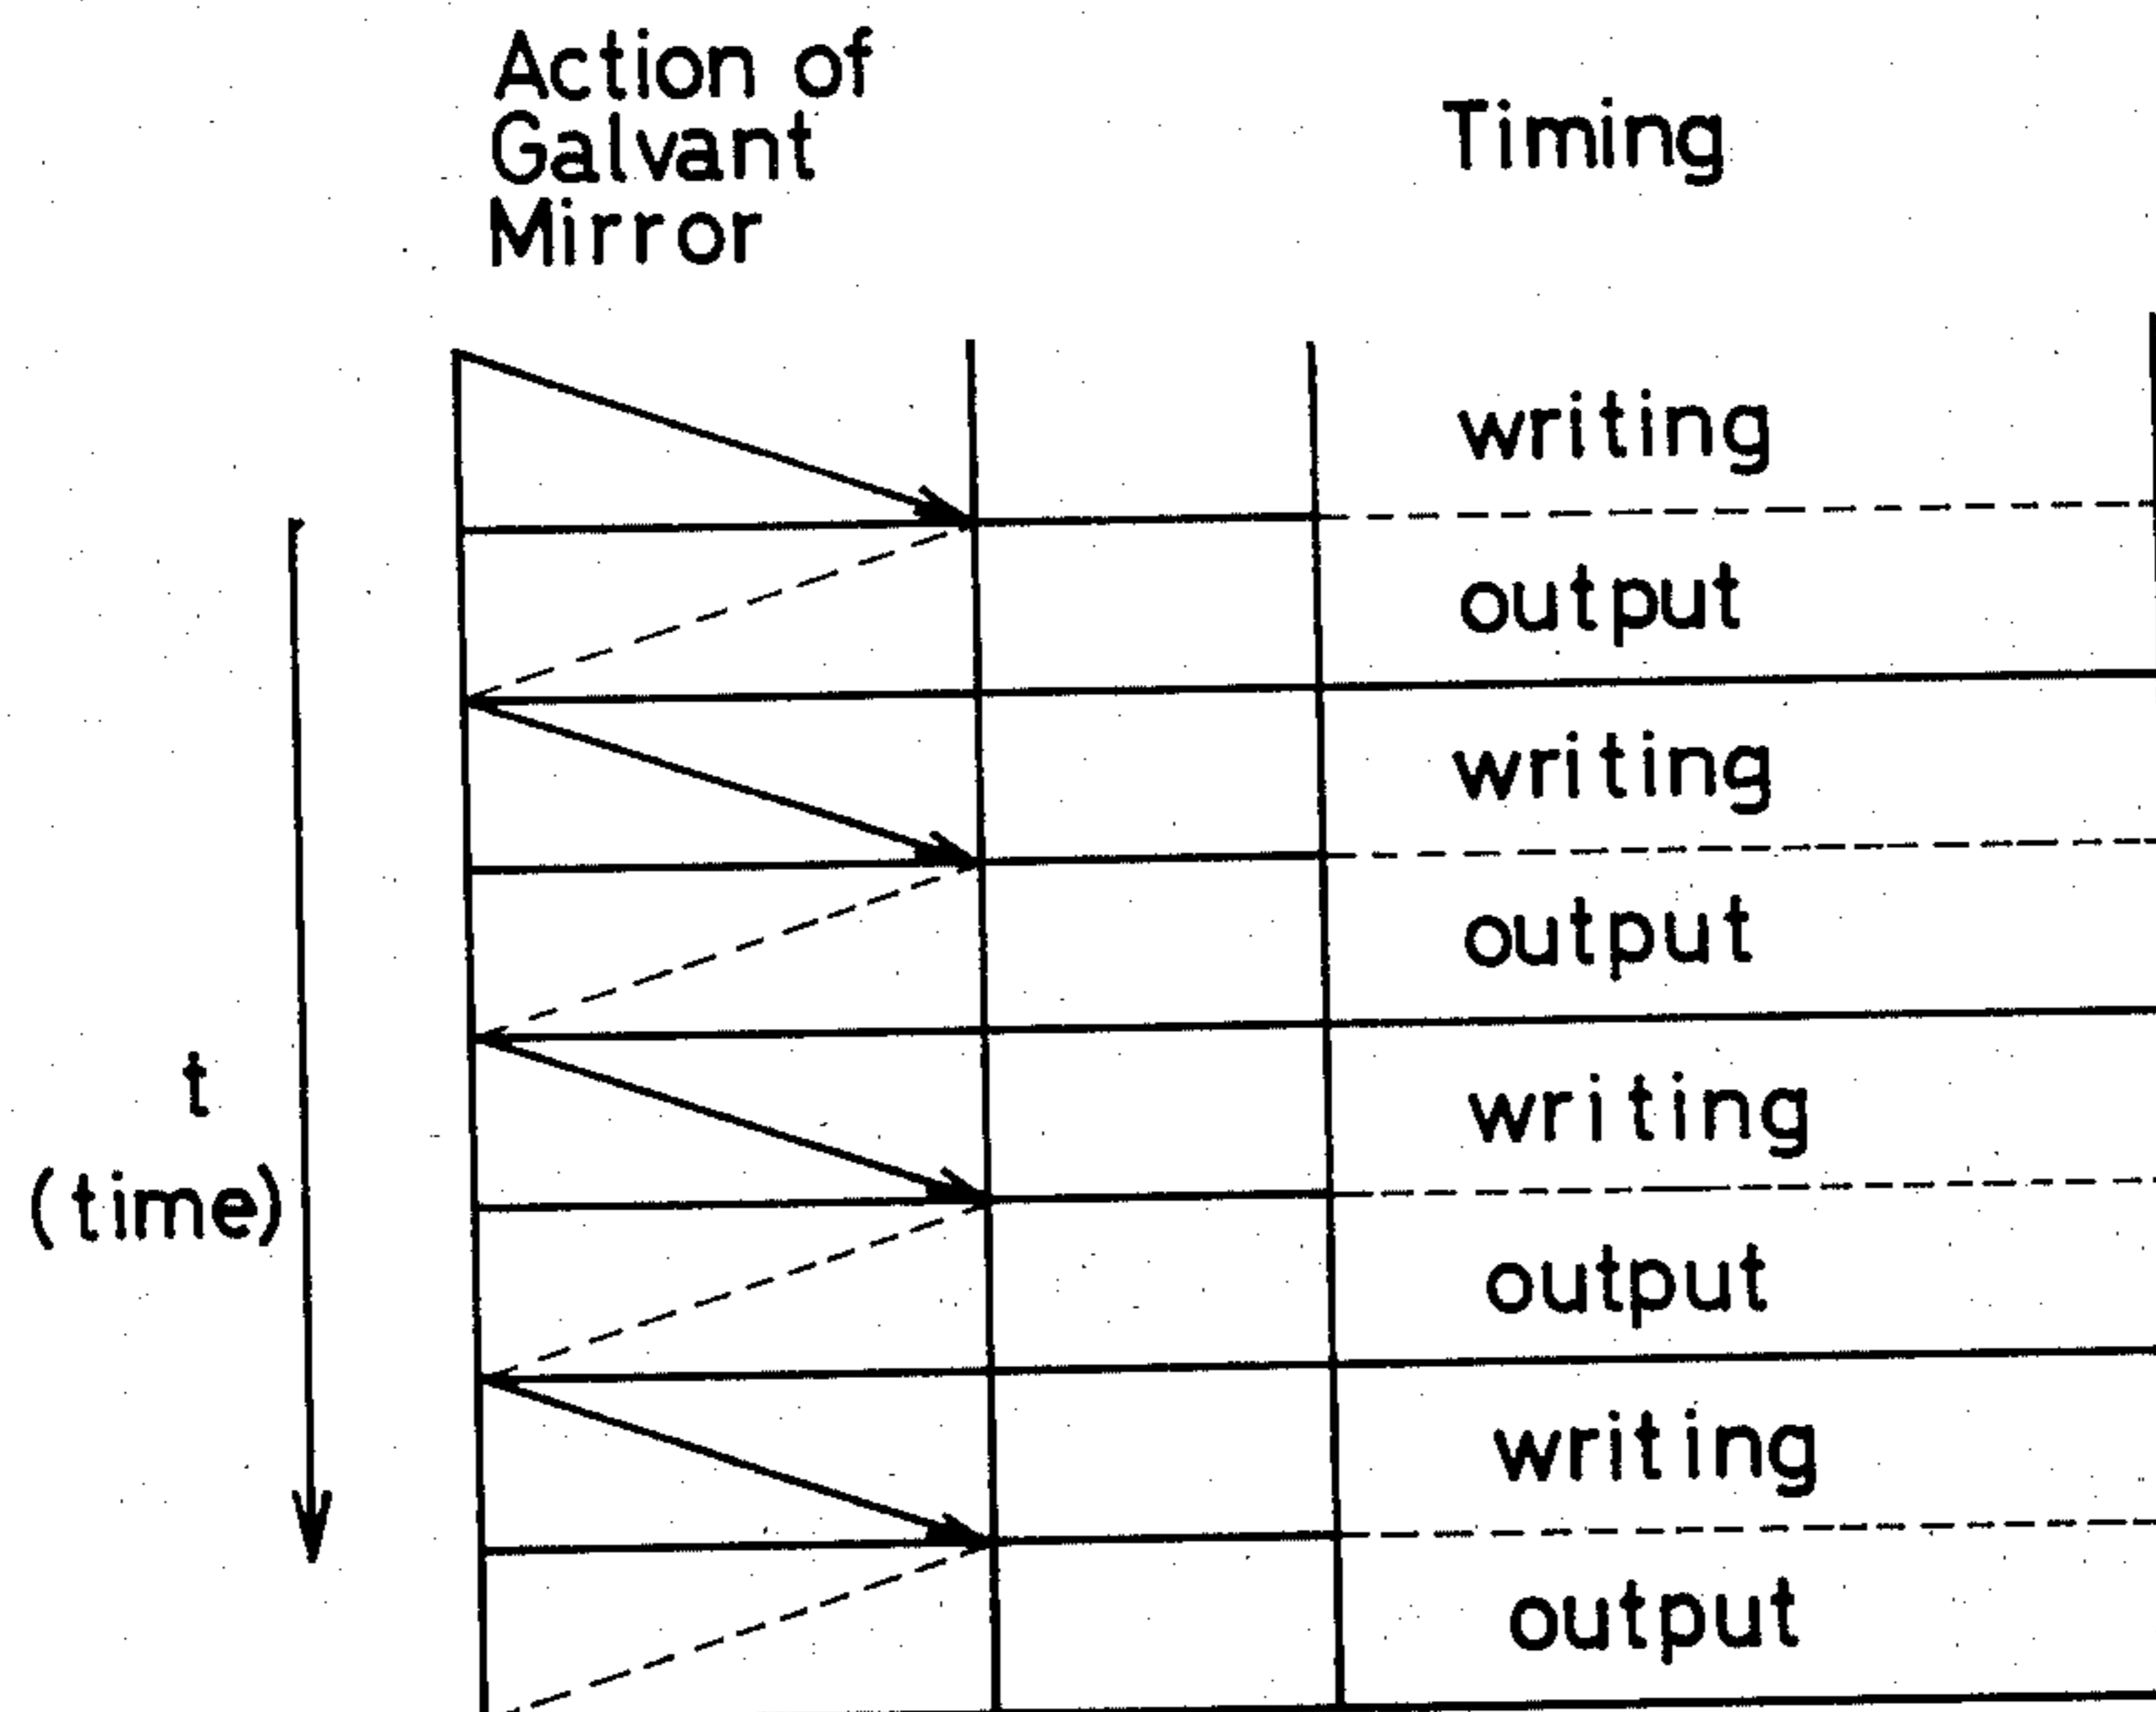 Action of
Galvant
Mirror
Timing
writing
output
writing
output
t
(time)
writing
output
writing
output